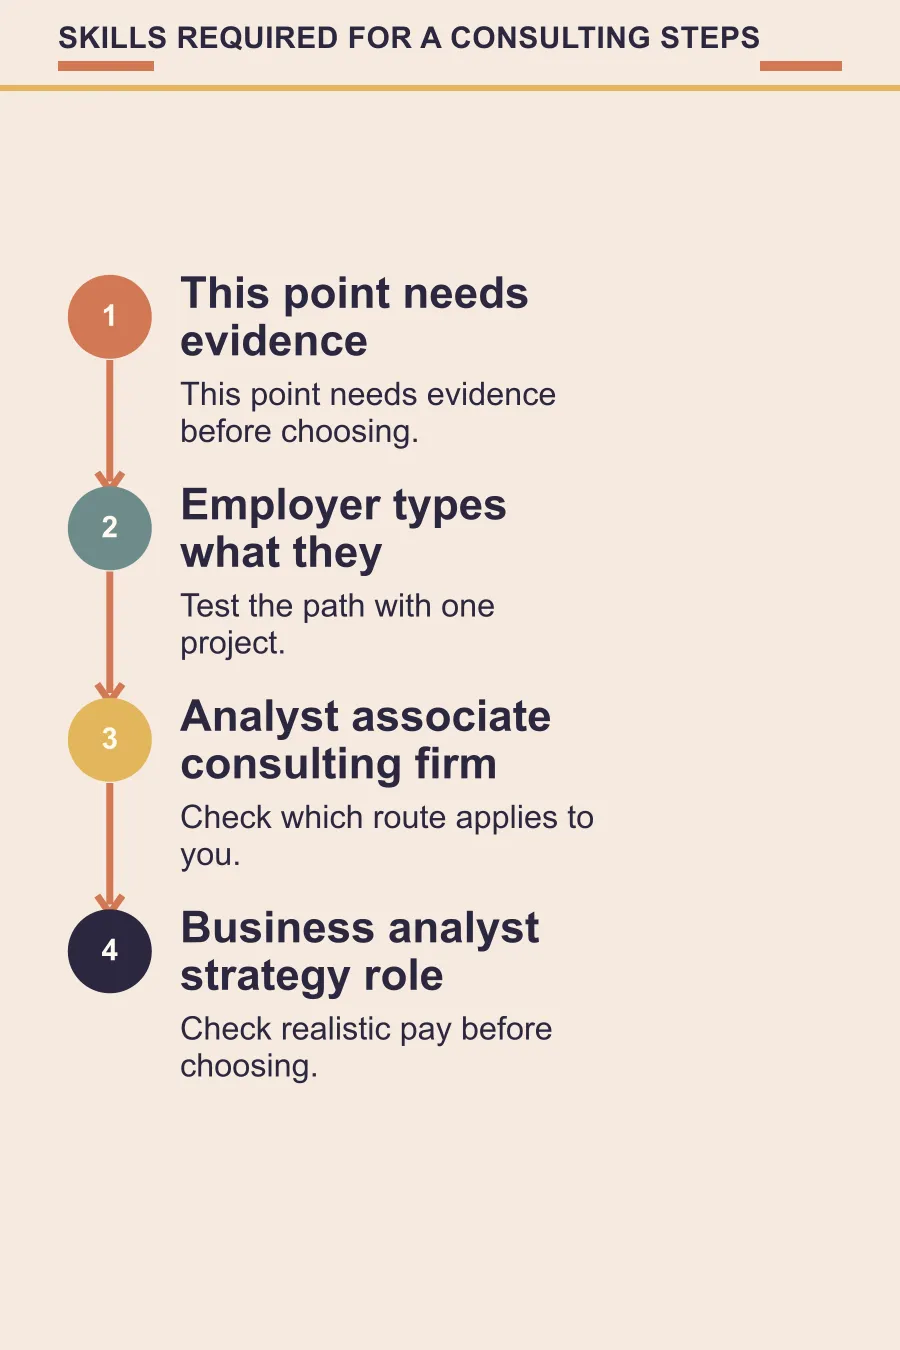 SKILLS REQUIRED FOR A CONSULTING STEPS
1
This point needs
evidence
This point needs evidence
before choosing.
2
Employer types
what they
Test the path with one
project.
3
Analyst associate
consulting firm
Check which route applies to
you.
4
Business analyst
strategy role
Check realistic pay before
choosing.